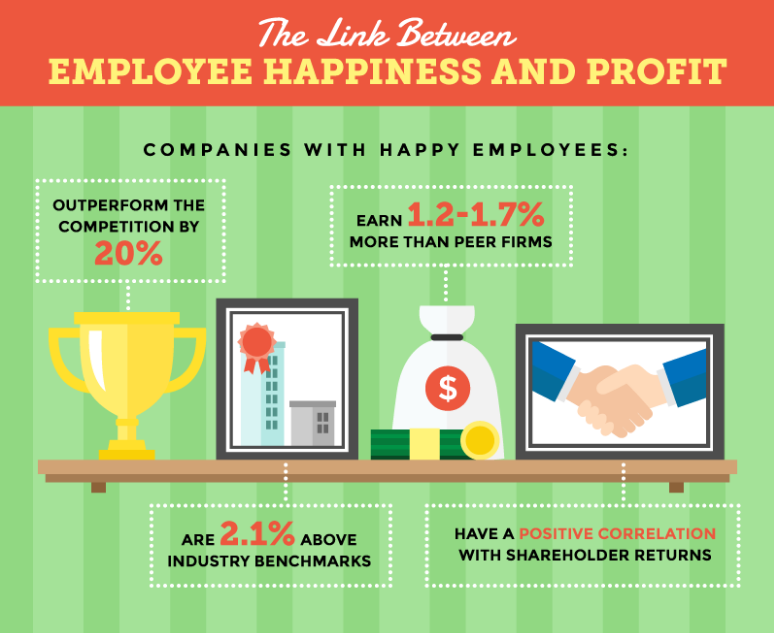 The Link Between
EMPLOYEE HAPPINESS AND PROFIT
COMPANIES WITH HAPPY EMPLOYEES:
OUTPERFORM THE
COMPETITION BY
20%
EARN 1.2-1.7%
MORE THAN PEER FIRMS
$
ARE 2.1% ABOVE
INDUSTRY BENCHMARKS
HAVE A POSITIVE CORRELATION
WITH SHAREHOLDER RETURNS